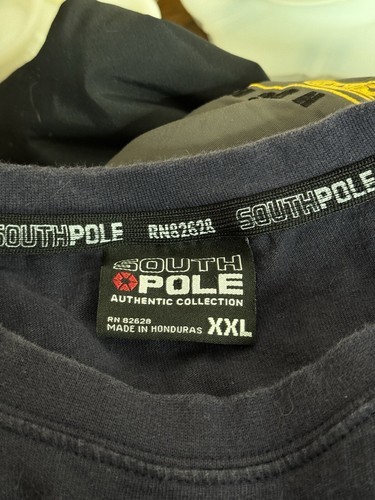 SOUTHPOLE RN82628 SOUTHPOLE
SOUTH
POLE
AUTHENTIC COLLECTION
RN 82628
MADE IN HONDURAS XXL